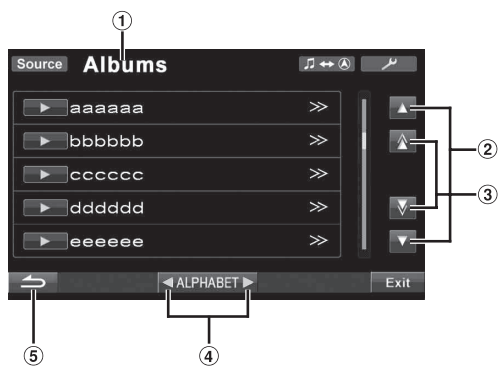 ①
Source Albums
aaaaaa
bbbbbb
②
cccccc
③
dddddd
eeeeee
ALPHABET Exit
⑤ ④